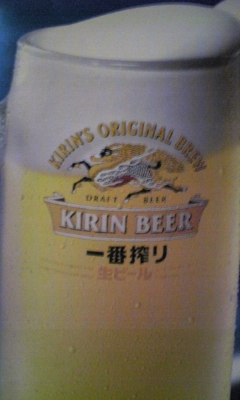 KIRIN'S ORIGINAL BREW
DRAFT BEER
KIRIN BEER
一番搾り
生ビール